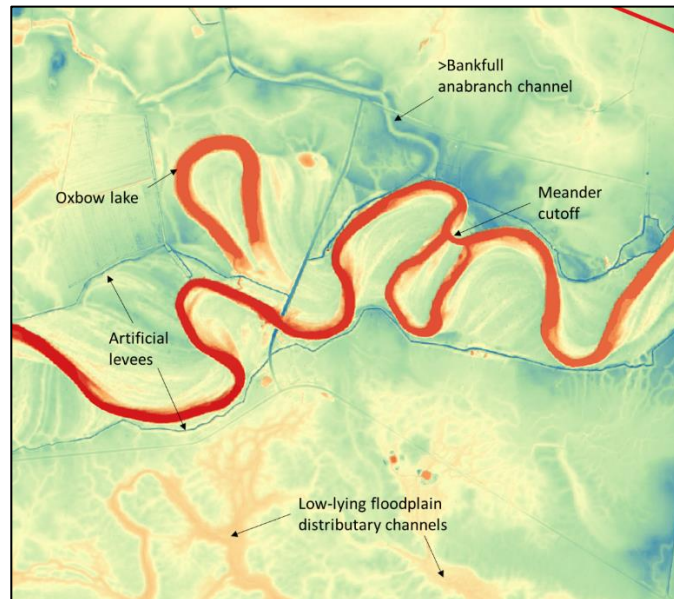 >Bankfull
anabranch channel
Oxbow lake
Meander
cutoff
Artificial
levees
Low-lying floodplain
distributary channels